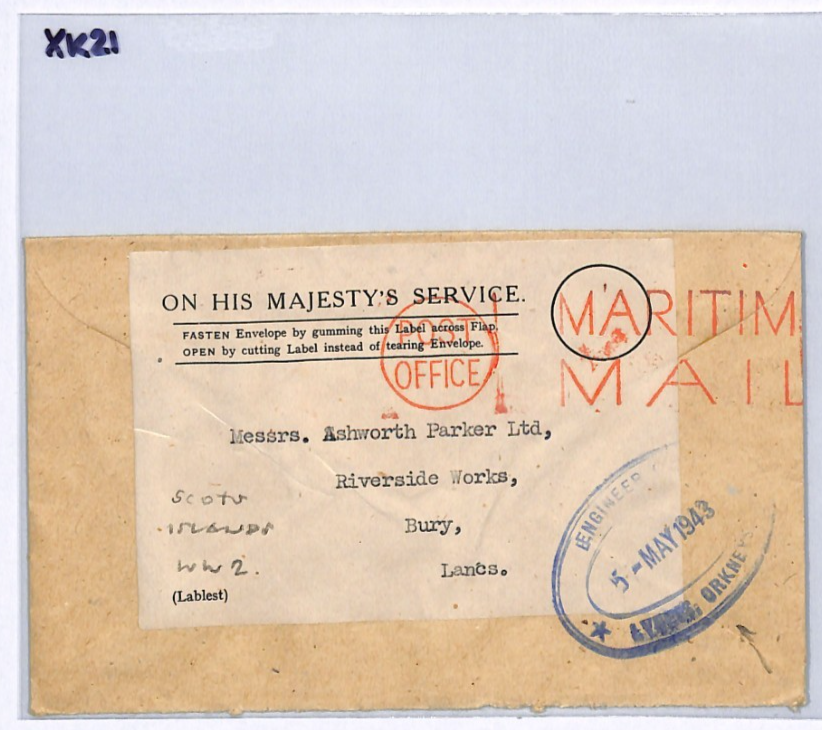 XK21
ON HIS MAJESTY'S SERVICE.
FASTEN Envelope by gumming this Label across Flap,
OPEN by cutting Label instead of tearing Envelope.
POST
OFFICE
MARITIM
MAIL
Messrs. Ashworth Parker Ltd,
Riverside Works,
Bury,
Lancs.
SCOTS
ISLANDS
WW2.
(Lablest)
ENGINEER
5-MAY 1943
ORKNEY